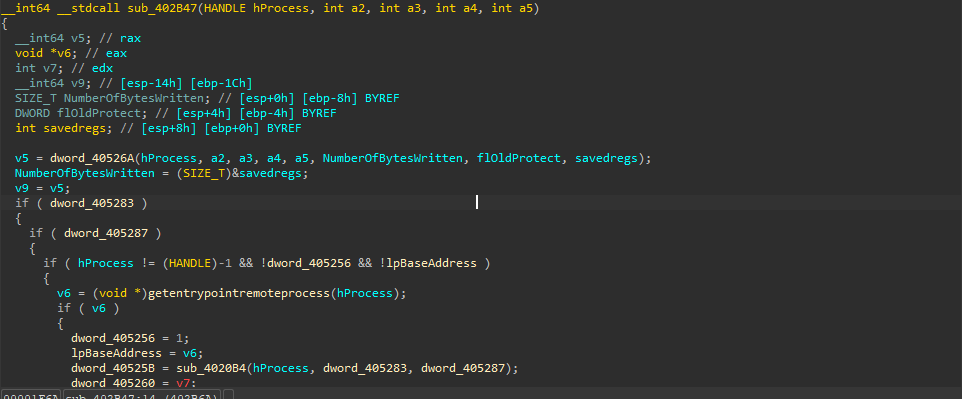 __int64 __stdcall sub_402B47(HANDLE hProcess, int a2, int a3, int a4, int a5)
{
__int64 v5; // rax
void *v6; // eax
int v7; // edx
__int64 v9; // [esp-14h] [ebp-1Ch]
SIZE_T NumberOfBytesWritten; // [esp+0h] [ebp-8h] BYREF
DWORD flOldProtect; // [esp+4h] [ebp-4h] BYREF
int savedregs; // [esp+8h] [ebp+0h] BYREF
v5 = dword_40526A(hProcess, a2, a3, a4, a5, NumberOfBytesWritten, flOldProtect, savedregs);
NumberOfBytesWritten = (SIZE_T)&savedregs;
v9 = v5;
if ( dword_405283 )
{
if ( dword_405287 )
{
if ( hProcess != (HANDLE)-1 && !dword_405256 && !lpBaseAddress )
{
v6 = (void *)getentrypointremoteprocess(hProcess);
if ( v6 )
{
dword_405256 = 1;
lpBaseAddress = v6;
dword_40525B = sub_4020B4(hProcess, dword_405283, dword_405287);
dword_405260 = v7;